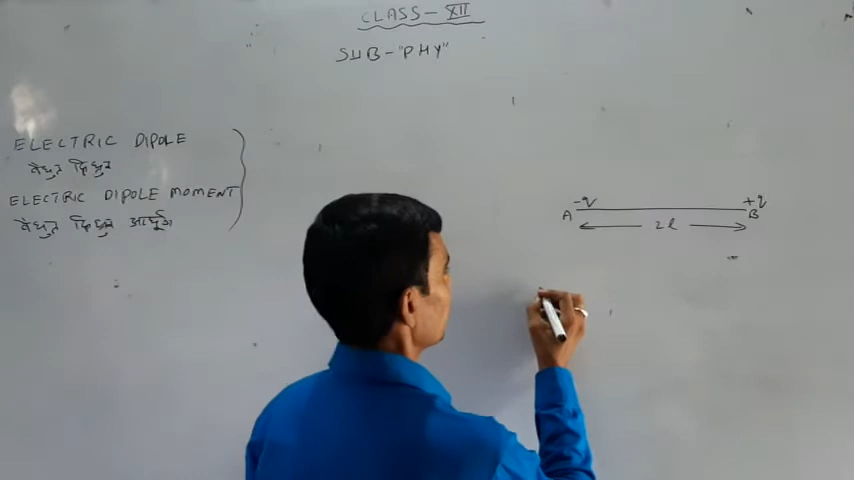 CLASS - XII
SUB - "PHY"
ELECTRIC DIPOLE
वैधुत द्विध्रुव
ELECTRIC DIPOLE MOMENT
वैधुत द्विध्रुव आघूर्ण
-q +q
A B
2l